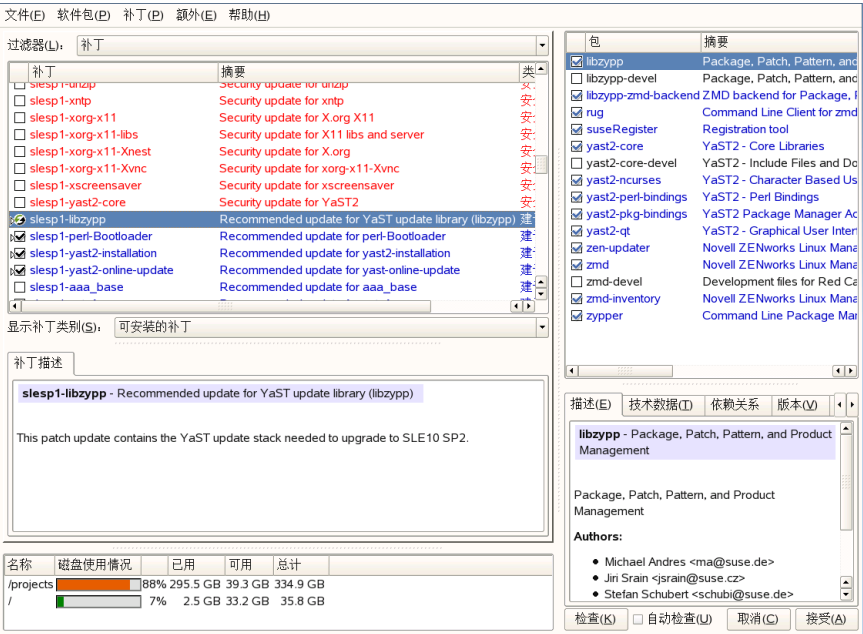 文件(F) 软件包(P) 补丁(P) 额外(E) 帮助(H)
过滤器(L): 补丁
补丁 摘要 类
slesp1-unzip Security update for unzip 安
slesp1-xntp Security update for xntp 安
slesp1-xorg-x11 Security update for X.org X11 安
slesp1-xorg-x11-libs Security update for X11 libs and server 安
slesp1-xorg-x11-Xnest Security update for X.org 安
slesp1-xorg-x11-Xvnc Security update for xorg-x11-Xvnc 安
slesp1-xscreensaver Security update for xscreensaver 安
slesp1-yast2-core Security update for YaST2 安
slesp1-libzypp Recommended update for YaST update library (libzypp) 建
slesp1-perl-Bootloader Recommended update for perl-Bootloader 建
slesp1-yast2-installation Recommended update for yast2-installation 建
slesp1-yast2-online-update Recommended update for yast-online-update 建
slesp1-aaa_base Recommended update for aaa_base 建
显示补丁类别(S): 可安装的补丁
补丁描述
slesp1-libzypp - Recommended update for YaST update library (libzypp)
This patch update contains the YaST update stack needed to upgrade to SLE10 SP2.
名称 磁盘使用情况 已用 可用 总计
/projects 88% 295.5 GB 39.3 GB 334.9 GB
/ 7% 2.5 GB 33.2 GB 35.8 GB
包 摘要
libzypp Package, Patch, Pattern, and
libzypp-devel Package, Patch, Pattern, and
libzypp-zmd-backend ZMD backend for Package,
rug Command Line Client for zmd
suseRegister Registration tool
yast2-core YaST2 - Core Libraries
yast2-core-devel YaST2 - Include Files and Do
yast2-ncurses YaST2 - Character Based Us
yast2-perl-bindings YaST2 - Perl Bindings
yast2-pkg-bindings YaST2 Package Manager Ac
yast2-qt YaST2 - Graphical User Inter
zen-updater Novell ZENworks Linux Mana
zmd Novell ZENworks Linux Mana
zmd-devel Development files for Red Ca
zmd-inventory Novell ZENworks Linux Mana
zypper Command Line Package Mar
描述(E) 技术数据(T) 依赖关系 版本(V)
libzypp - Package, Patch, Pattern, and Product
Management
Package, Patch, Pattern, and Product
Management
Authors:
• Michael Andres <ma@suse.de>
• Jiri Srain <jsrain@suse.cz>
• Stefan Schubert <schubi@suse.de>
检查(K) 自动检查(U) 取消(C) 接受(A)